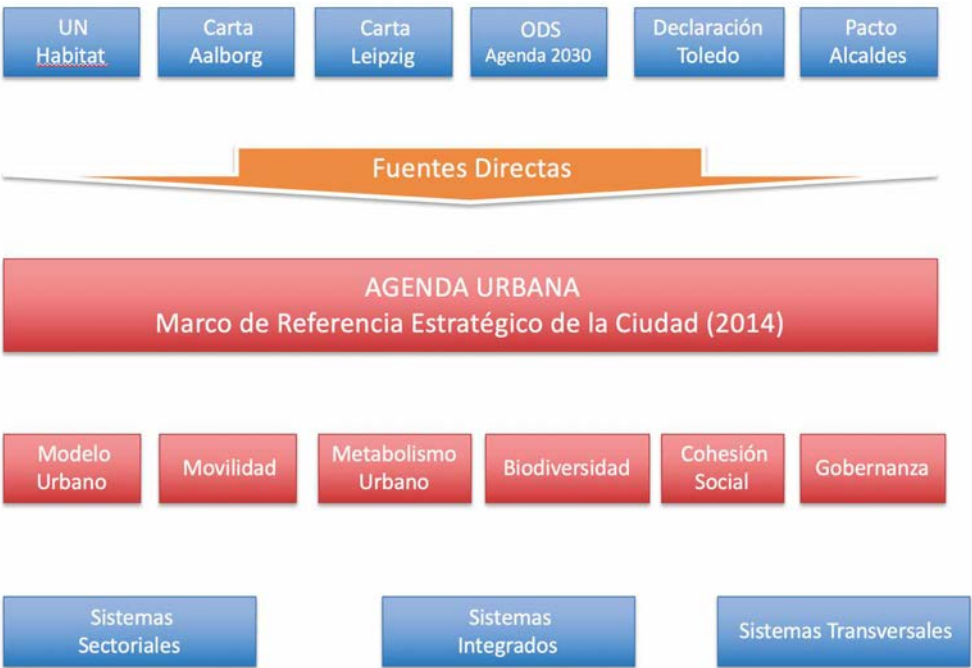 UN
Habitat
Carta
Aalborg
Carta
Leipzig
ODS
Agenda 2030
Declaración
Toledo
Pacto
Alcaldes
Fuentes Directas
AGENDA URBANA
Marco de Referencia Estratégico de la Ciudad (2014)
Modelo
Urbano
Movilidad
Metabolismo
Urbano
Biodiversidad
Cohesión
Social
Gobernanza
Sistemas
Sectoriales
Sistemas
Integrados
Sistemas Transversales